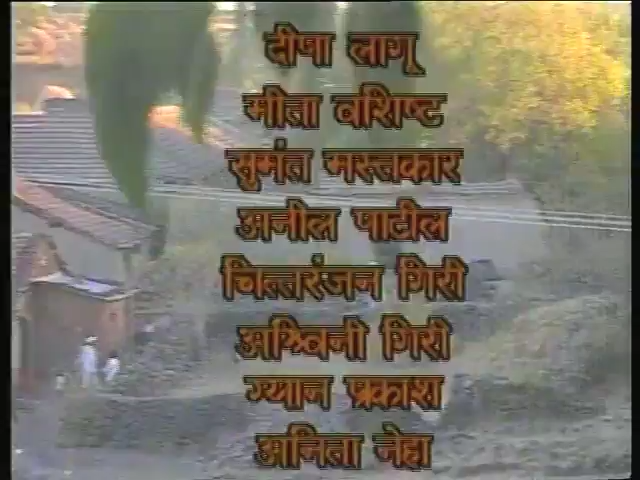 दीपा लागू
मीता वशिष्ट
सुमंत मस्तकार
अनील पाटील
चित्तरंजन गिरी
अश्विनी गिरी
ग्यान प्रकाश
अनिता नेहा